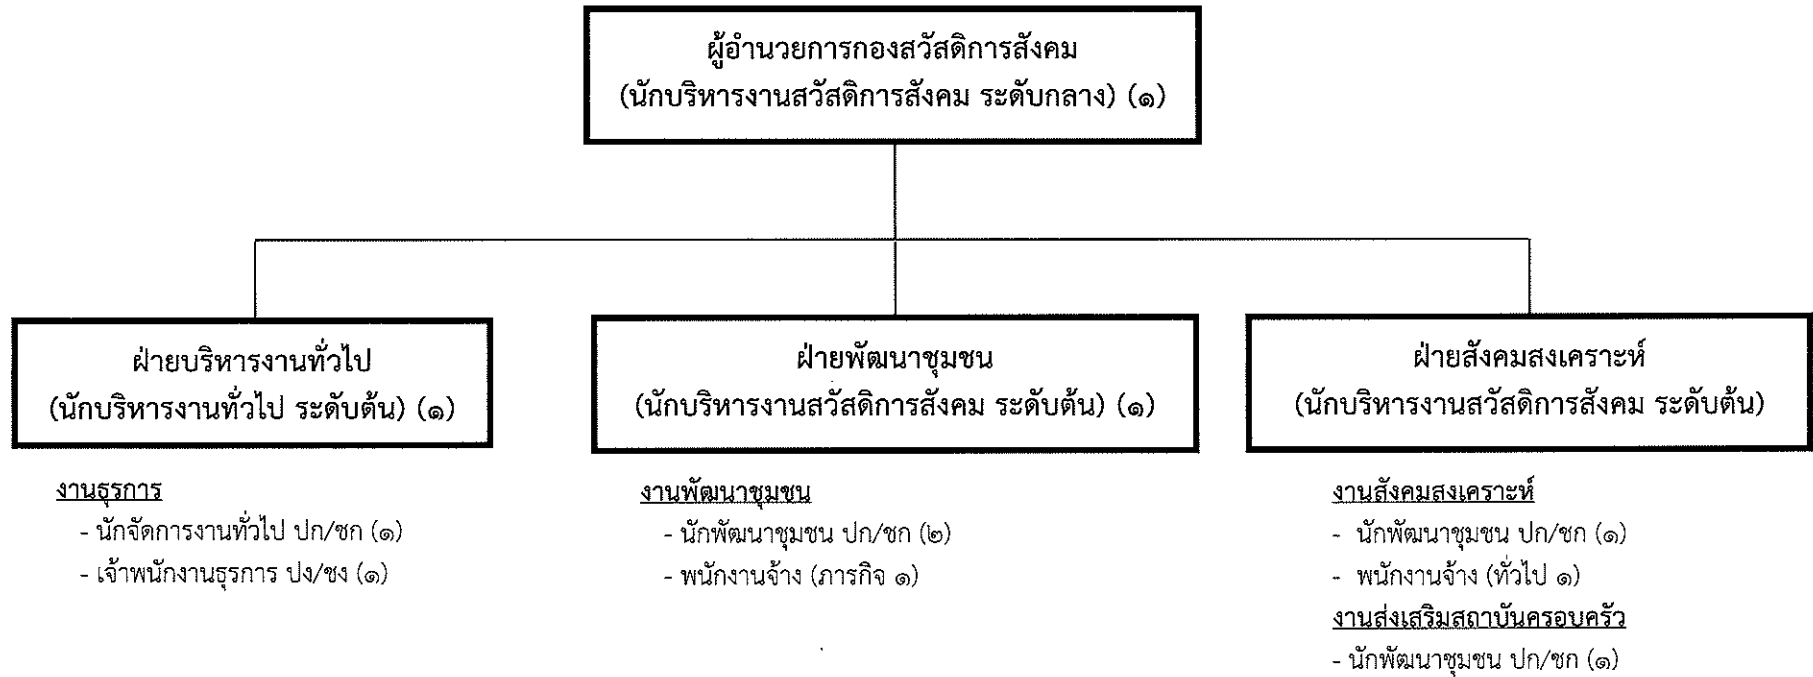 ผู้อำนวยการกองสวัสดิการสังคม
(นักบริหารงานสวัสดิการสังคม ระดับกลาง) (๑)
ฝ่ายบริหารงานทั่วไป
(นักบริหารงานทั่วไป ระดับต้น) (๑)
งานธุรการ
- นักจัดการงานทั่วไป ปก/ชก (๑)
- เจ้าพนักงานธุรการ ปง/ชง (๑)
ฝ่ายพัฒนาชุมชน
(นักบริหารงานสวัสดิการสังคม ระดับต้น) (๑)
งานพัฒนาชุมชน
- นักพัฒนาชุมชน ปก/ชก (๒)
- พนักงานจ้าง (ภารกิจ ๑)
ฝ่ายสังคมสงเคราะห์
(นักบริหารงานสวัสดิการสังคม ระดับต้น)
งานสังคมสงเคราะห์
- นักพัฒนาชุมชน ปก/ชก (๑)
- พนักงานจ้าง (ทั่วไป ๑)
งานส่งเสริมสถาบันครอบครัว
- นักพัฒนาชุมชน ปก/ชก (๑)